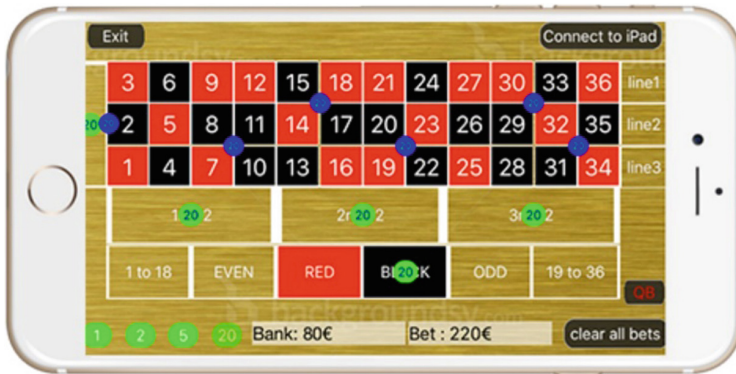 Exit Connect to iPad
3 6 9 12 15 18 21 24 27 30 33 36 line1
20 2 5 8 11 14 17 20 23 26 29 32 35 line2
1 4 7 10 13 16 19 22 25 28 31 34 line3
20 20 20
1 to 18 EVEN RED 20 ODD 19 to 36
QB
1 2 5 20 Bank: 80€ Bet : 220€ clear all bets